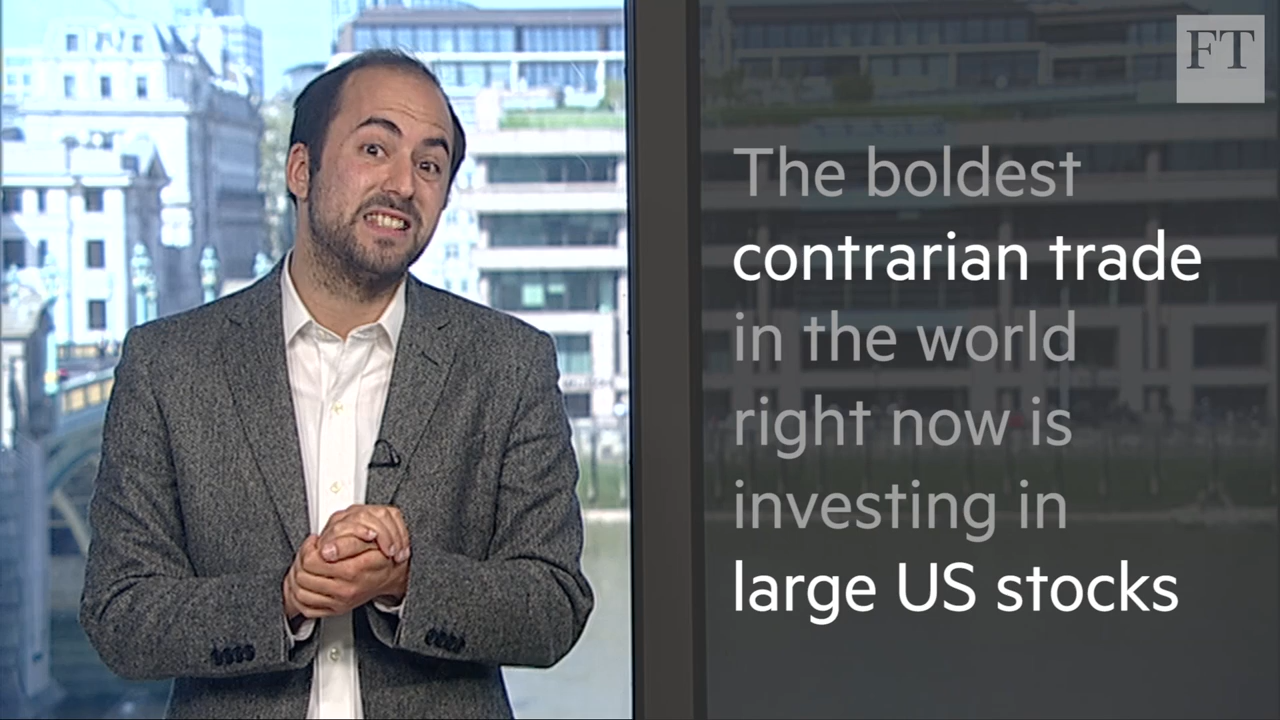 FT
The boldest
contrarian trade
in the world
right now is
investing in
large US stocks